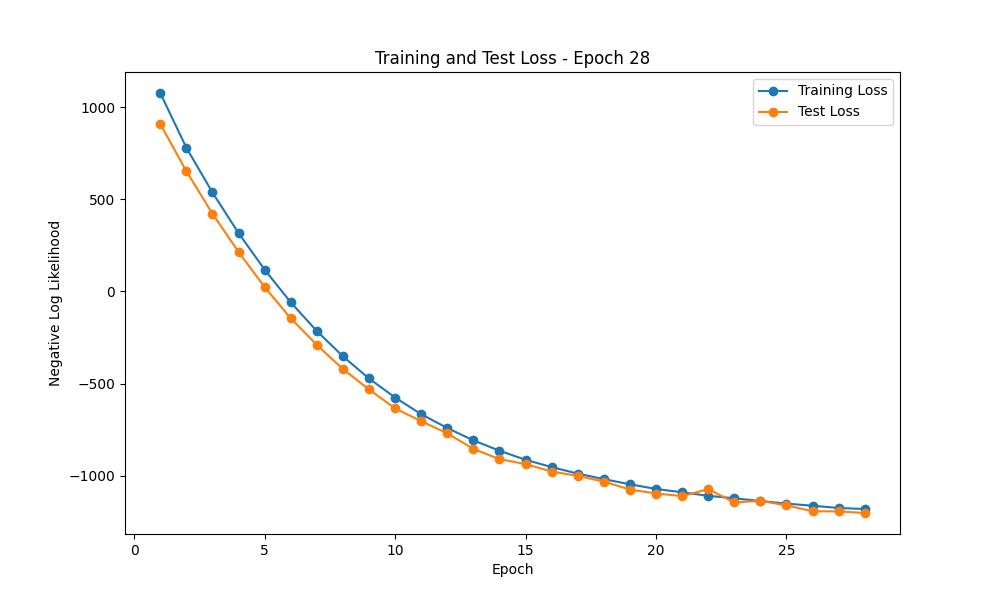 Training and Test Loss - Epoch 28
Training Loss
Test Loss
1000
500
0
−500
−1000
Negative Log Likelihood
0 5 10 15 20 25
Epoch